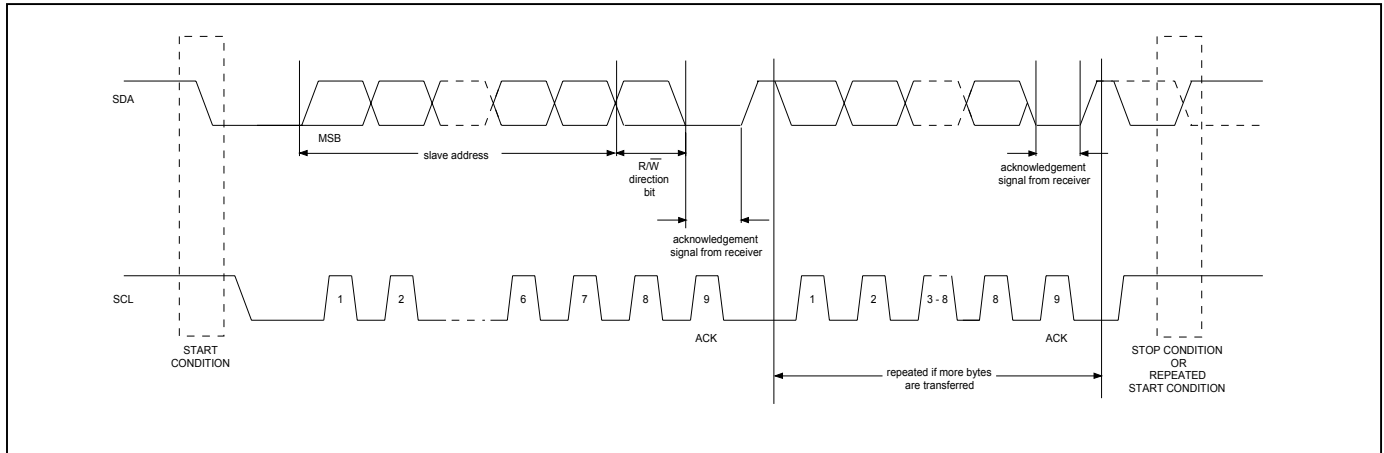 SDA
MSB
slave address
R/W̅
direction
bit
acknowledgement
signal from receiver
acknowledgement
signal from receiver
SCL
1
2
6
7
8
9
1
2
3 - 8
8
9
ACK
ACK
START
CONDITION
STOP CONDITION
OR
REPEATED
START CONDITION
repeated if more bytes
are transferred